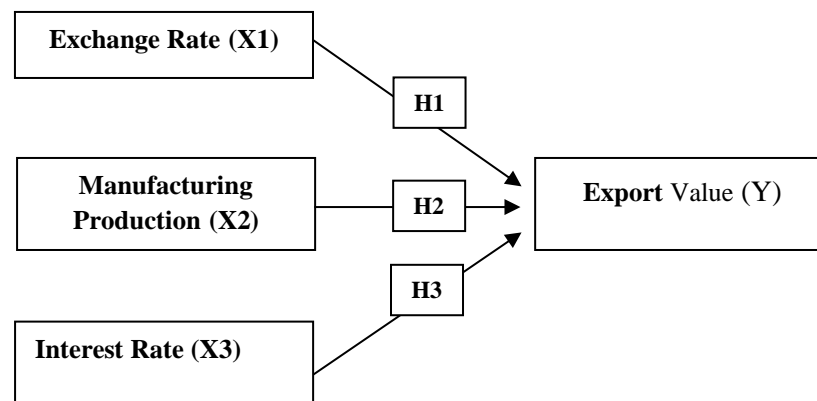 Exchange Rate (X1)
H1
Manufacturing
Production (X2)
H2
Export Value (Y)
H3
Interest Rate (X3)